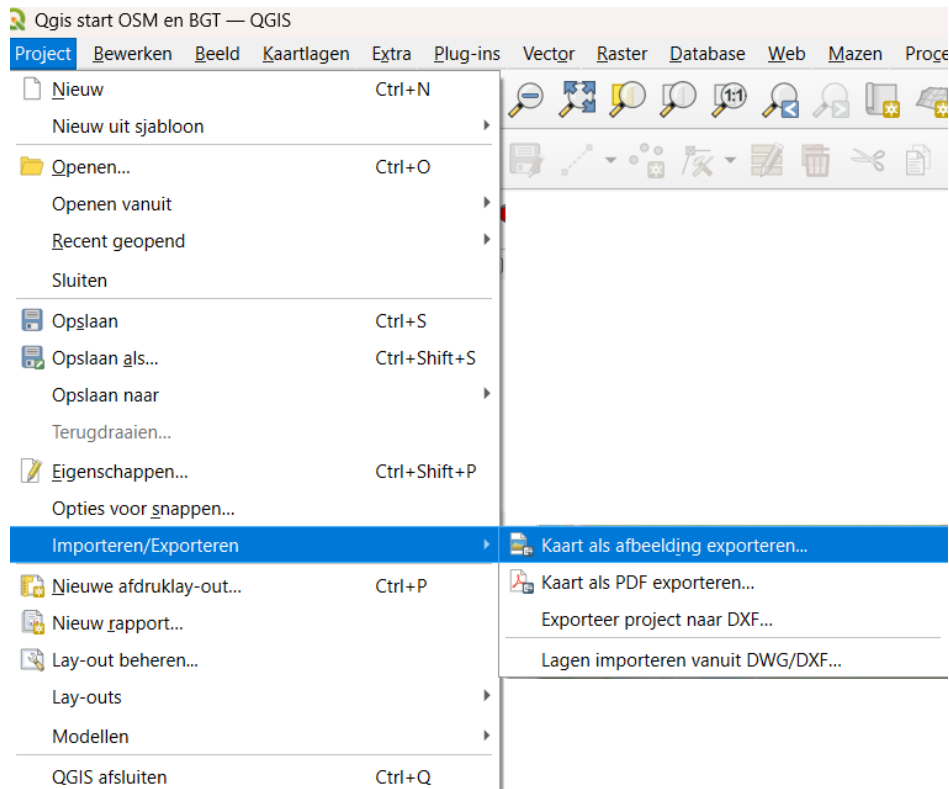 Qgis start OSM en BGT — QGIS
Project Bewerken Beeld Kaartlagen Extra Plug-ins Vector Raster Database Web Mazen Proce
Nieuw Ctrl+N
Nieuw uit sjabloon
Openen... Ctrl+O
Openen vanuit
Recent geopend
Sluiten
Opslaan Ctrl+S
Opslaan als... Ctrl+Shift+S
Opslaan naar
Terugdraaien...
Eigenschappen... Ctrl+Shift+P
Opties voor snappen...
Importeren/Exporteren
Kaart als afbeelding exporteren...
Kaart als PDF exporteren...
Exporteer project naar DXF...
Lagen importeren vanuit DWG/DXF...
Nieuwe afdruklay-out... Ctrl+P
Nieuw rapport...
Lay-out beheren...
Lay-outs
Modellen
QGIS afsluiten Ctrl+Q
1:1